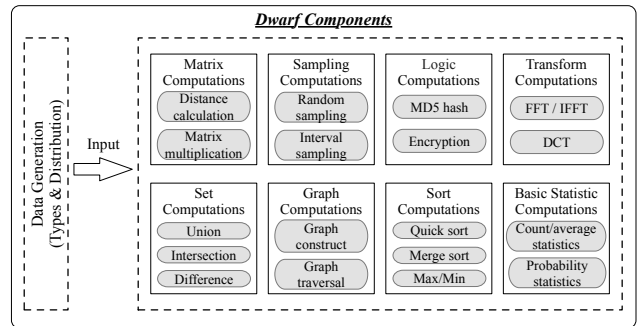 Dwarf Components
Data Generation
(Types & Distribution)
Input
Matrix
Computations
Distance
calculation
Matrix
multiplication
Sampling
Computations
Random
sampling
Interval
sampling
Logic
Computations
MD5 hash
Encryption
Transform
Computations
FFT / IFFT
DCT
Set
Computations
Union
Intersection
Difference
Graph
Computations
Graph
construct
Graph
traversal
Sort
Computations
Quick sort
Merge sort
Max/Min
Basic Statistic
Computations
Count/average
statistics
Probability
statistics